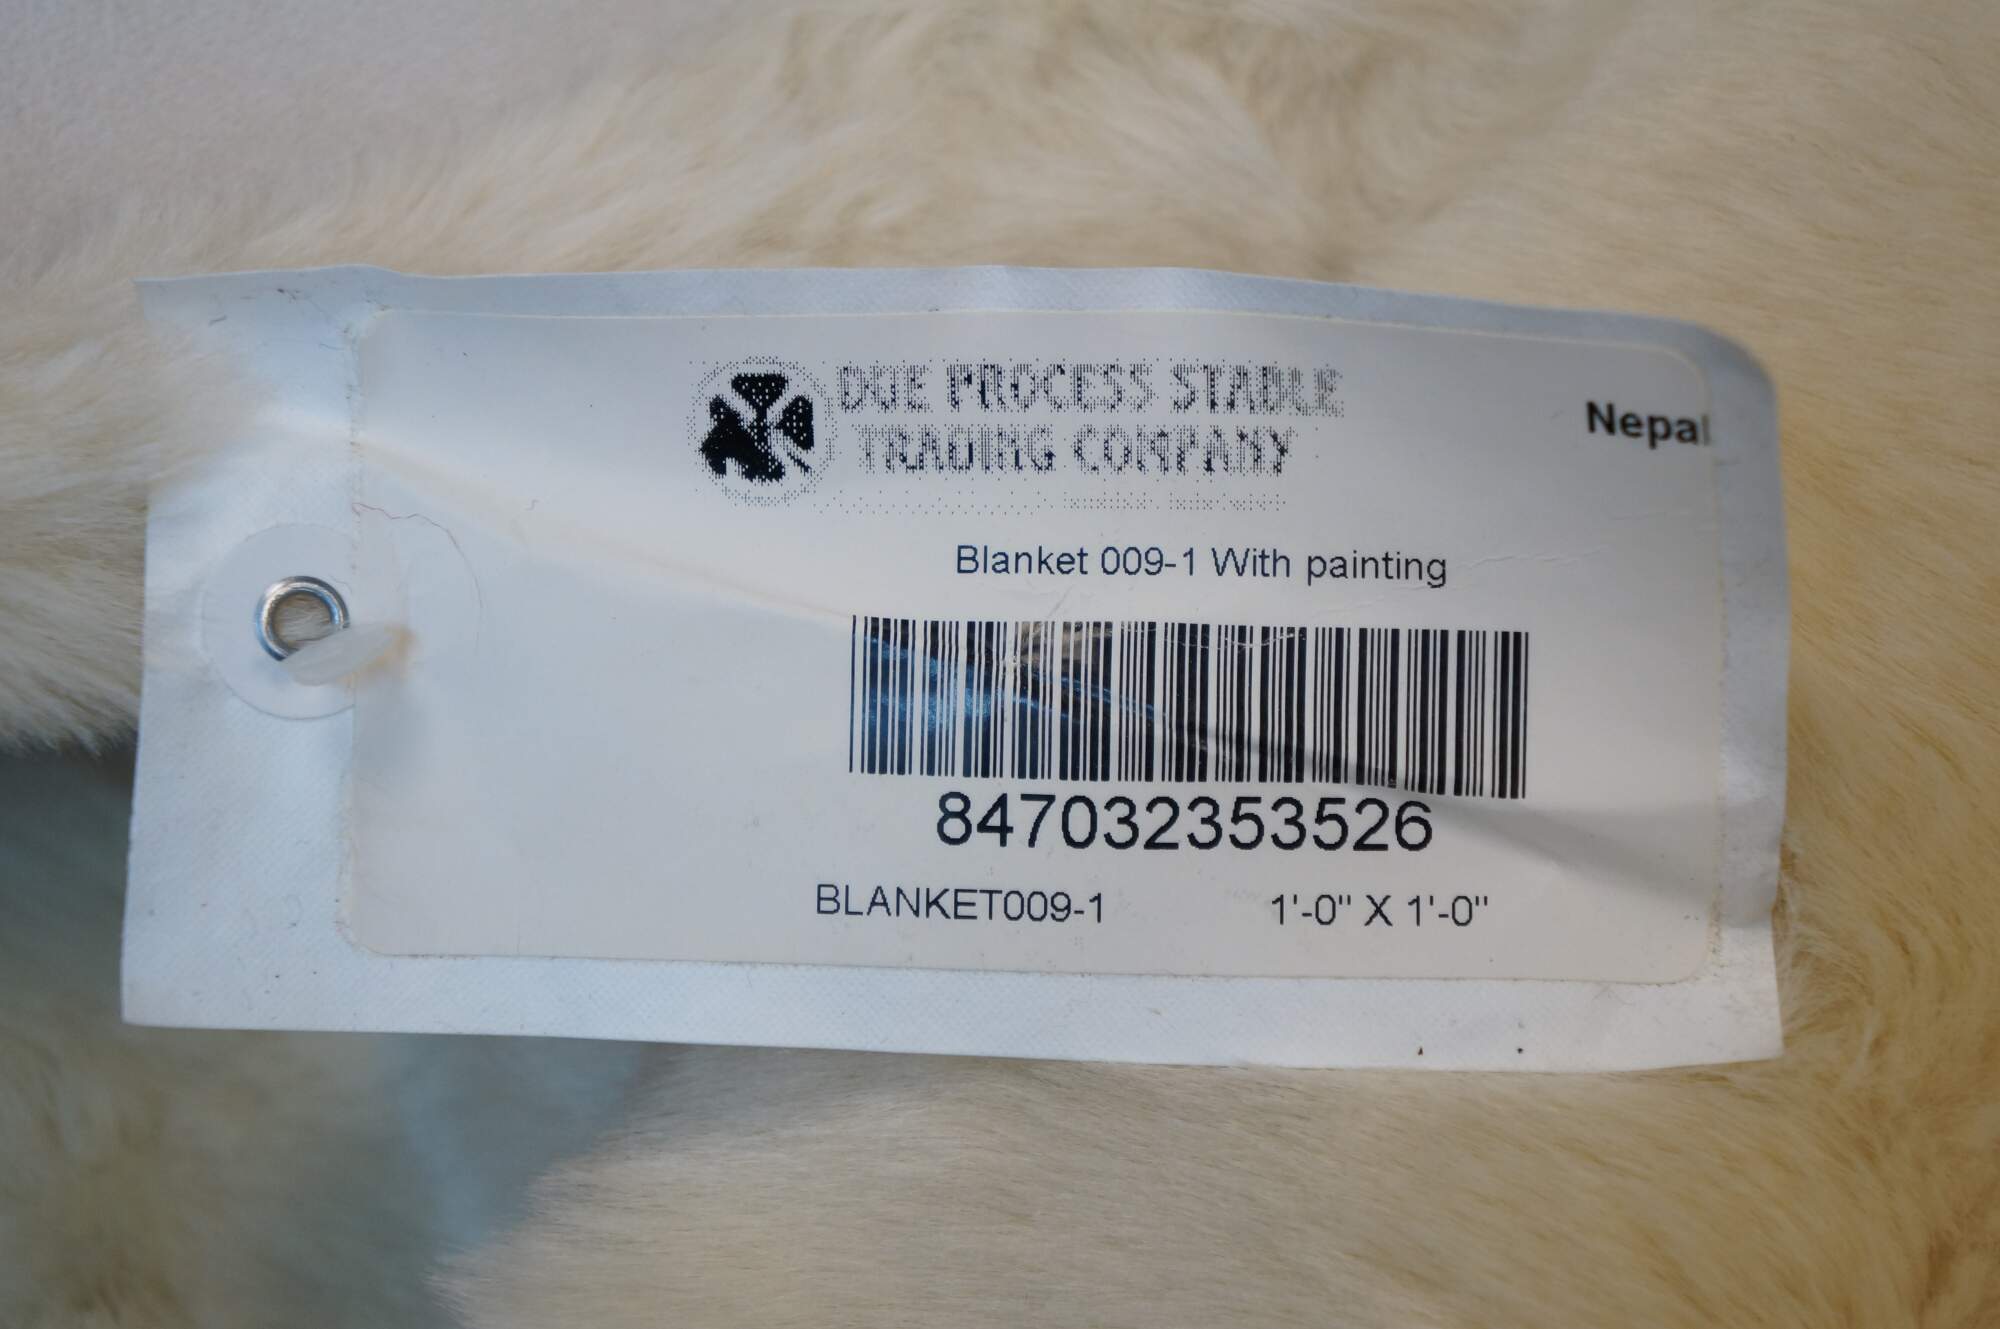 DUE PROCESS STABLE
TRADING COMPANY
Nepal
Blanket 009-1 With painting
847032353526
BLANKET009-1 1'-0" X 1'-0"